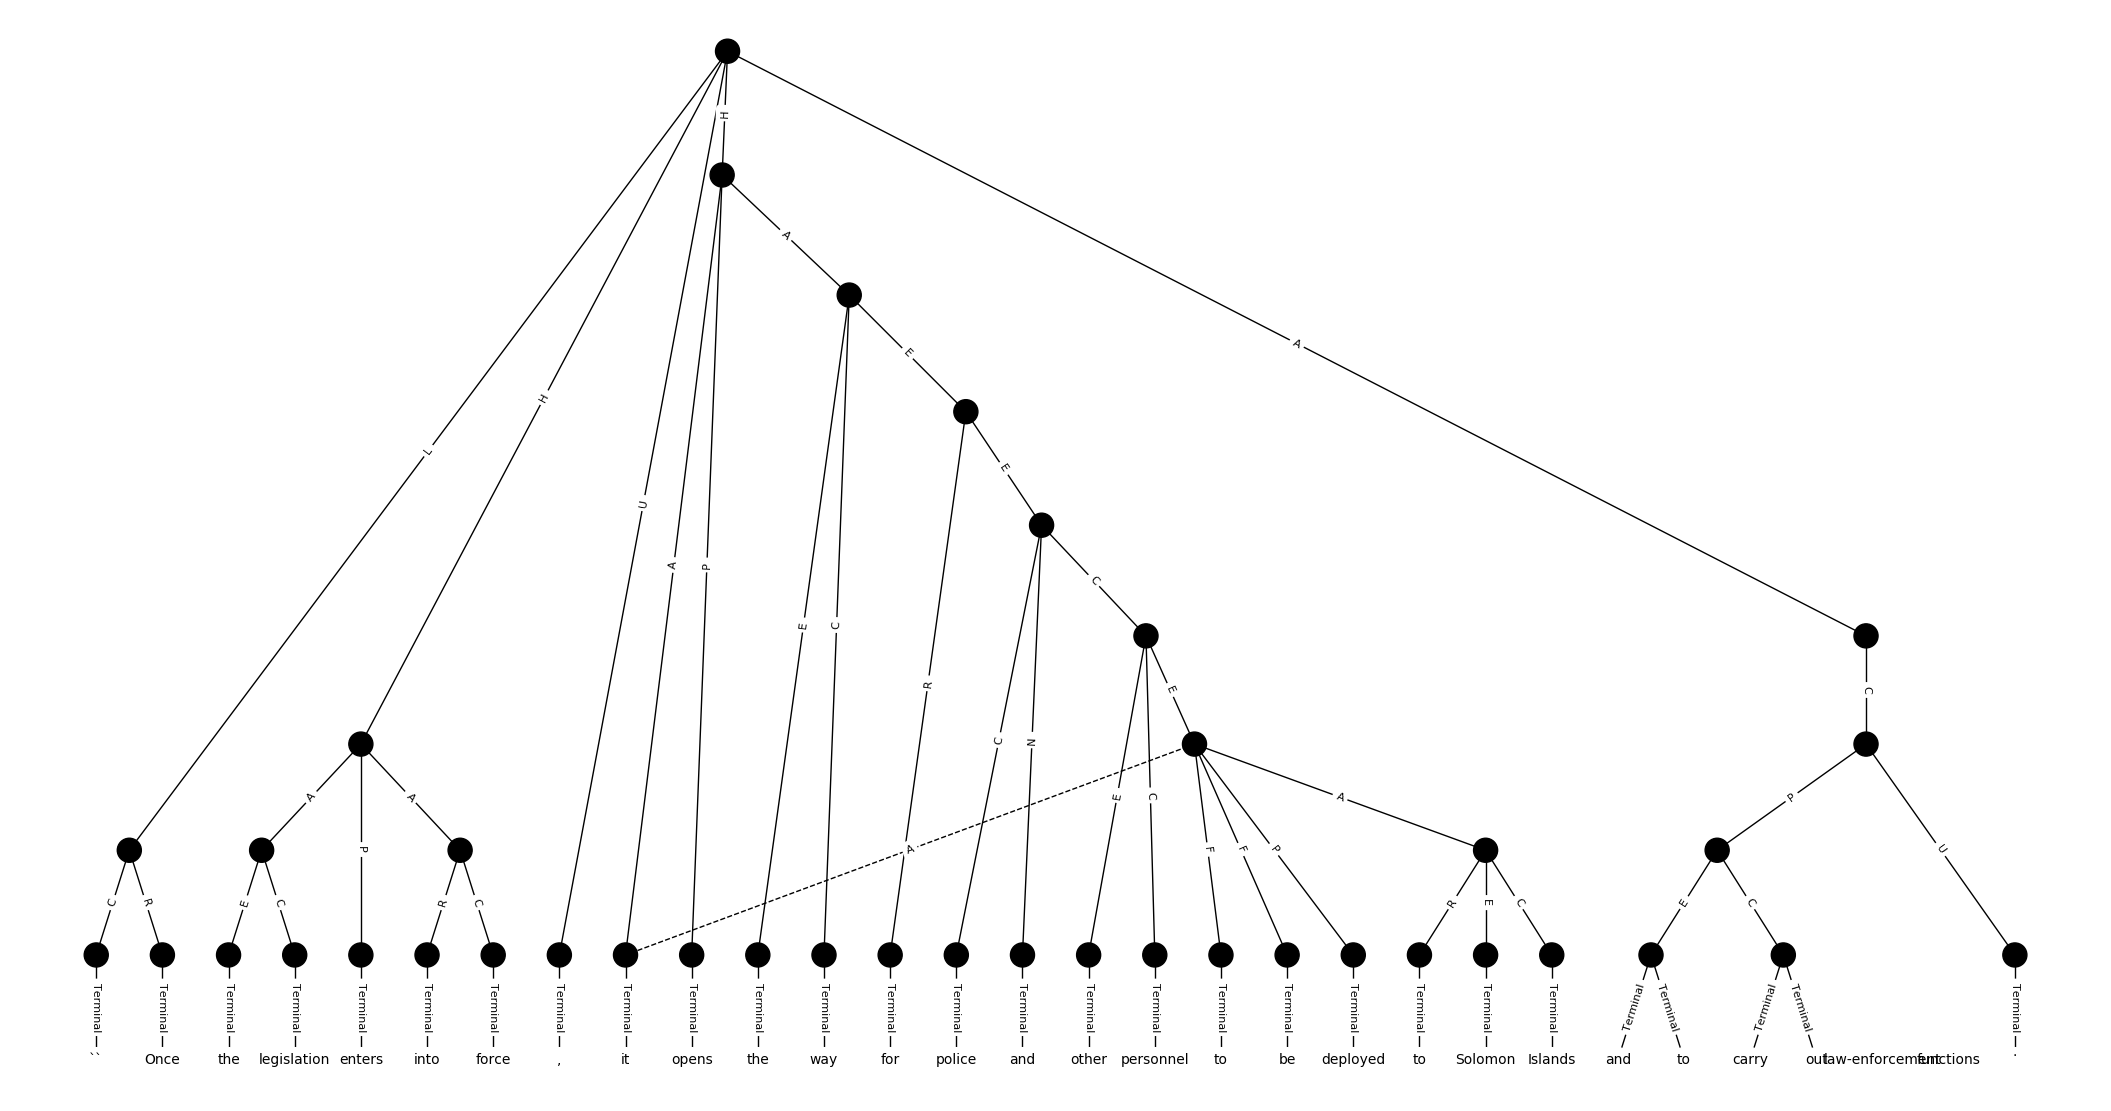 L
H
U
H
A
A
P
A
E
C
E
R
E
C
N
C
E
C
E
A
F
F
P
A
R
E
C
C
P
U
E
C
C
R
A
P
A
E
C
R
C
Terminal Terminal Terminal Terminal Terminal Terminal Terminal Terminal Terminal Terminal Terminal Terminal Terminal Terminal Terminal Terminal Terminal Terminal Terminal Terminal Terminal Terminal Terminal Terminal Terminal Terminal Terminal Terminal
Once the legislation enters into force , it opens the way for police and other personnel to be deployed to Solomon Islands and to carry out law-enforcement functions .